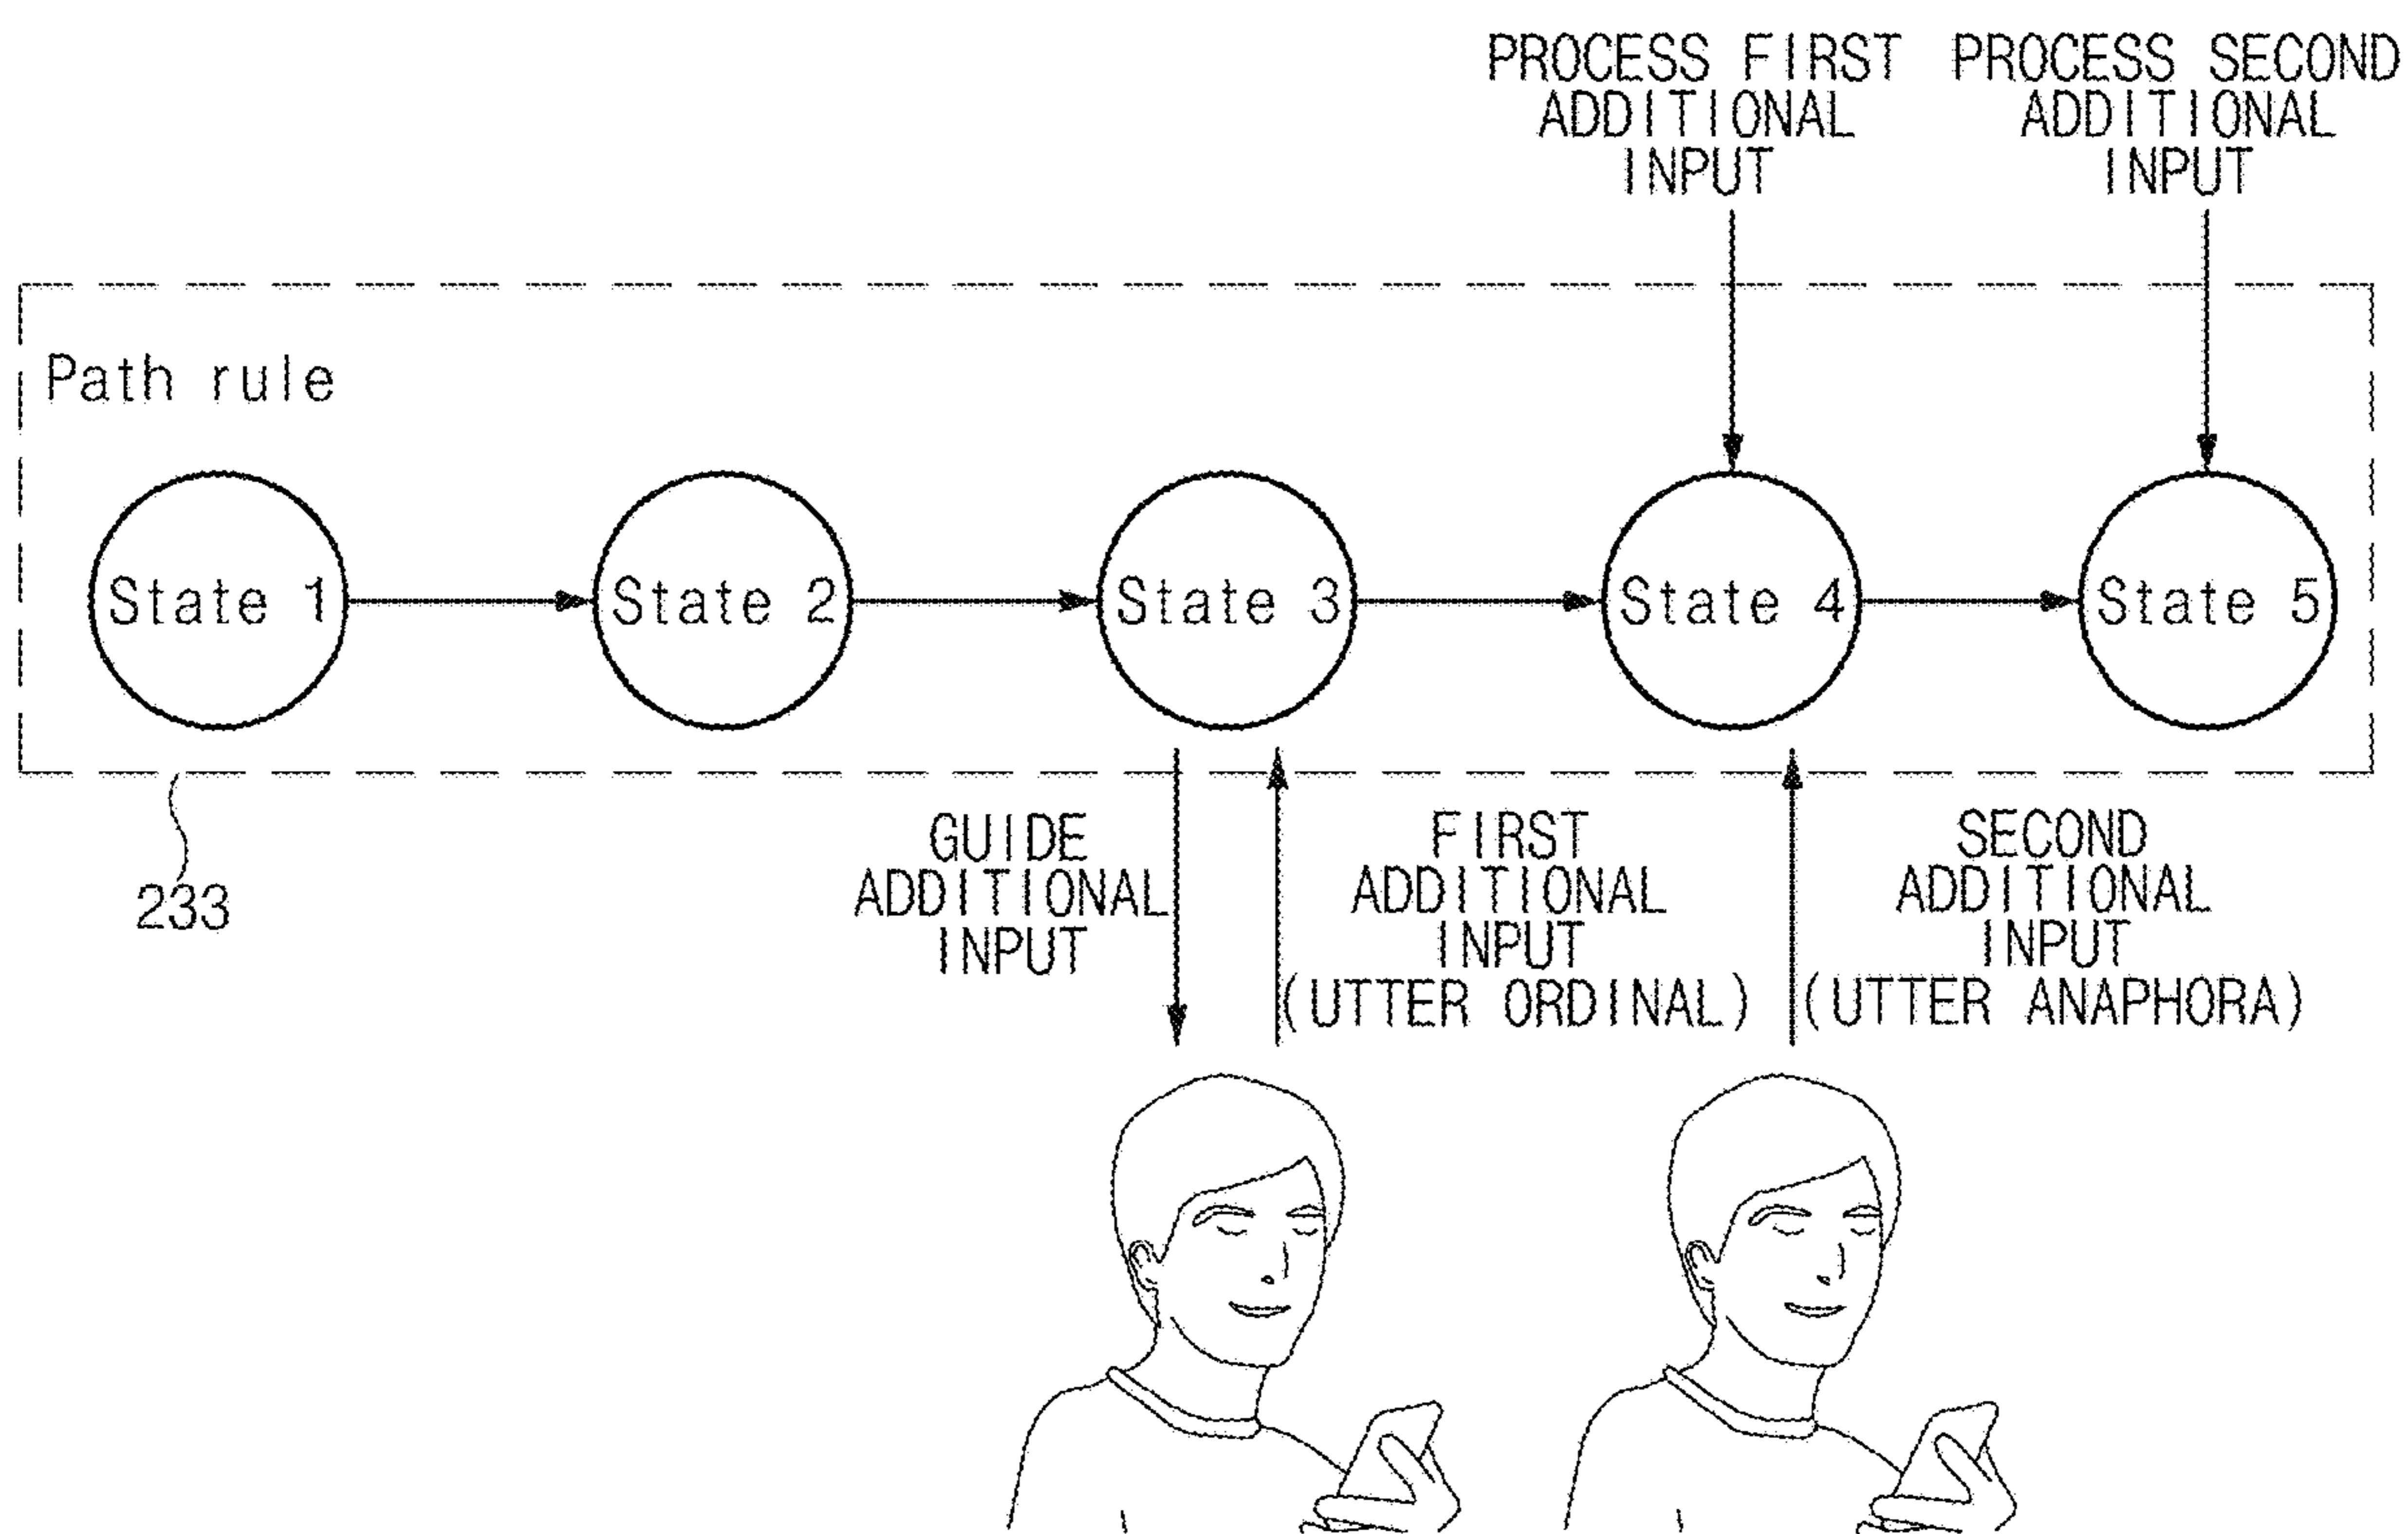 PROCESS FIRST
ADDITIONAL
INPUT
PROCESS SECOND
ADDITIONAL
INPUT
Path rule
State 1
State 2
State 3
State 4
State 5
233
GUIDE
ADDITIONAL
INPUT
FIRST
ADDITIONAL
INPUT
(UTTER ORDINAL)
SECOND
ADDITIONAL
INPUT
(UTTER ANAPHORA)